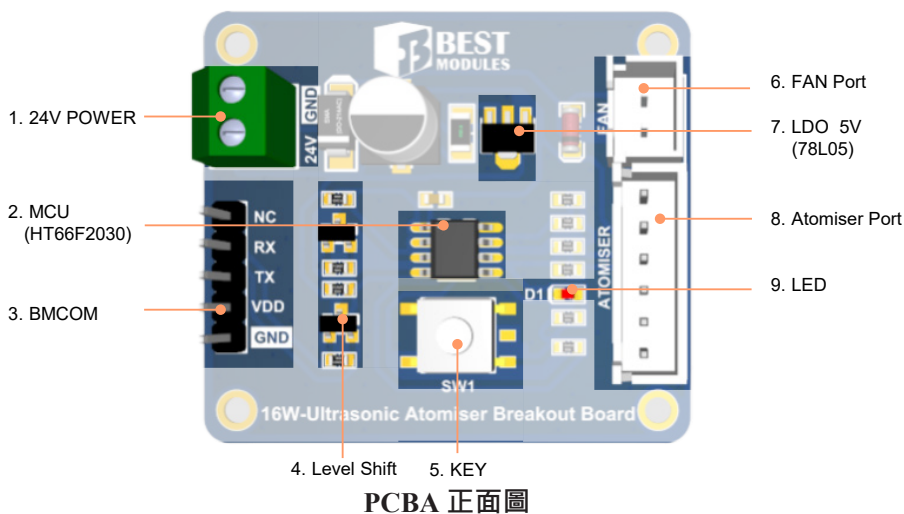 BEST
MODULES
1. 24V POWER
2. MCU
(HT66F2030)
3. BMCOM
GND
24V
NC
RX
TX
VDD
GND
FAN
ATOMISER
D1
SW1
16W-Ultrasonic Atomiser Breakout Board
6. FAN Port
7. LDO 5V
(78L05)
8. Atomiser Port
9. LED
4. Level Shift
5. KEY
PCBA 正面圖